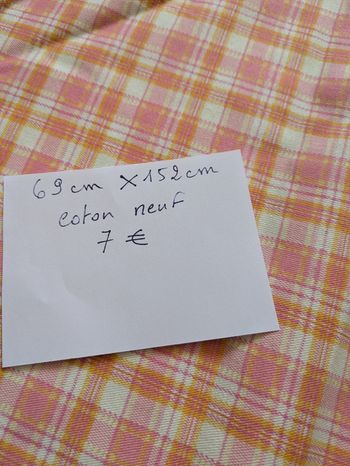 69 cm × 152 cm
coton neuf
7 €